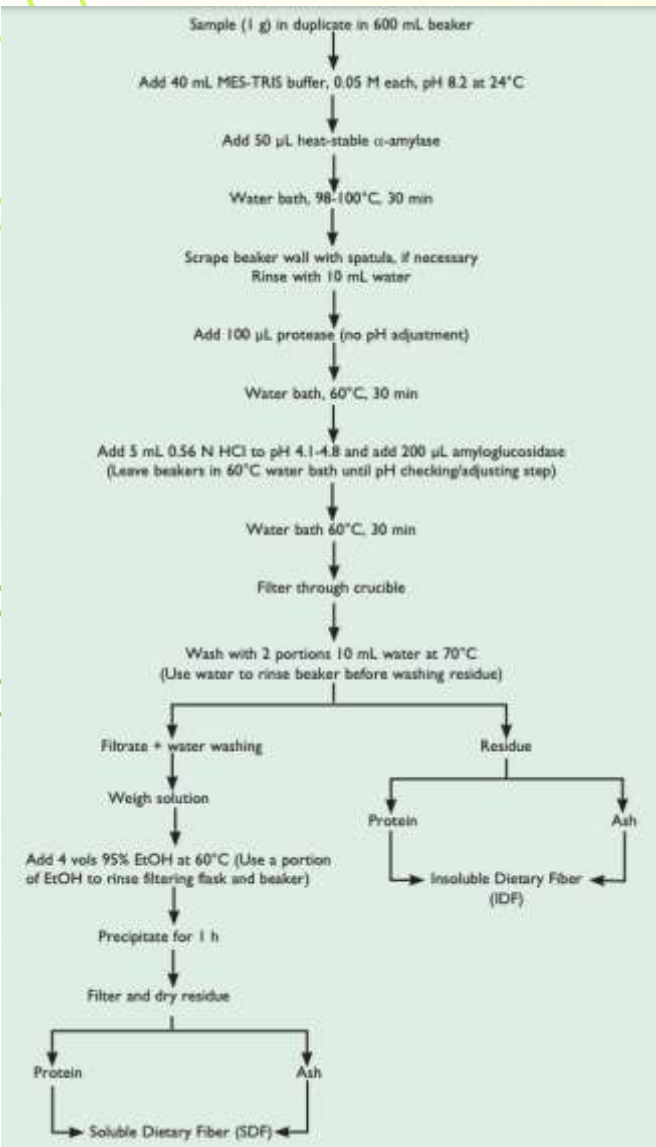 Sample (1 g) in duplicate in 600 mL beaker
Add 40 mL MES-TRIS buffer, 0.05 M each, pH 8.2 at 24°C
Add 50 µL heat-stable α-amylase
Water bath, 98-100°C, 30 min
Scrape beaker wall with spatula, if necessary
Rinse with 10 mL water
Add 100 µL protease (no pH adjustment)
Water bath, 60°C, 30 min
Add 5 mL 0.56 N HCl to pH 4.1-4.8 and add 200 µL amyloglucosidase
(Leave beakers in 60°C water bath until pH checking/adjusting step)
Water bath 60°C, 30 min
Filter through crucible
Wash with 2 portions 10 mL water at 70°C
(Use water to rinse beaker before washing residue)
Filtrate + water washing
Residue
Weigh solution
Protein
Ash
Add 4 vols 95% EtOH at 60°C (Use a portion
of EtOH to rinse filtering flask and beaker)
Insoluble Dietary Fiber
(IDF)
Precipitate for 1 h
Filter and dry residue
Protein
Ash
Soluble Dietary Fiber (SDF)